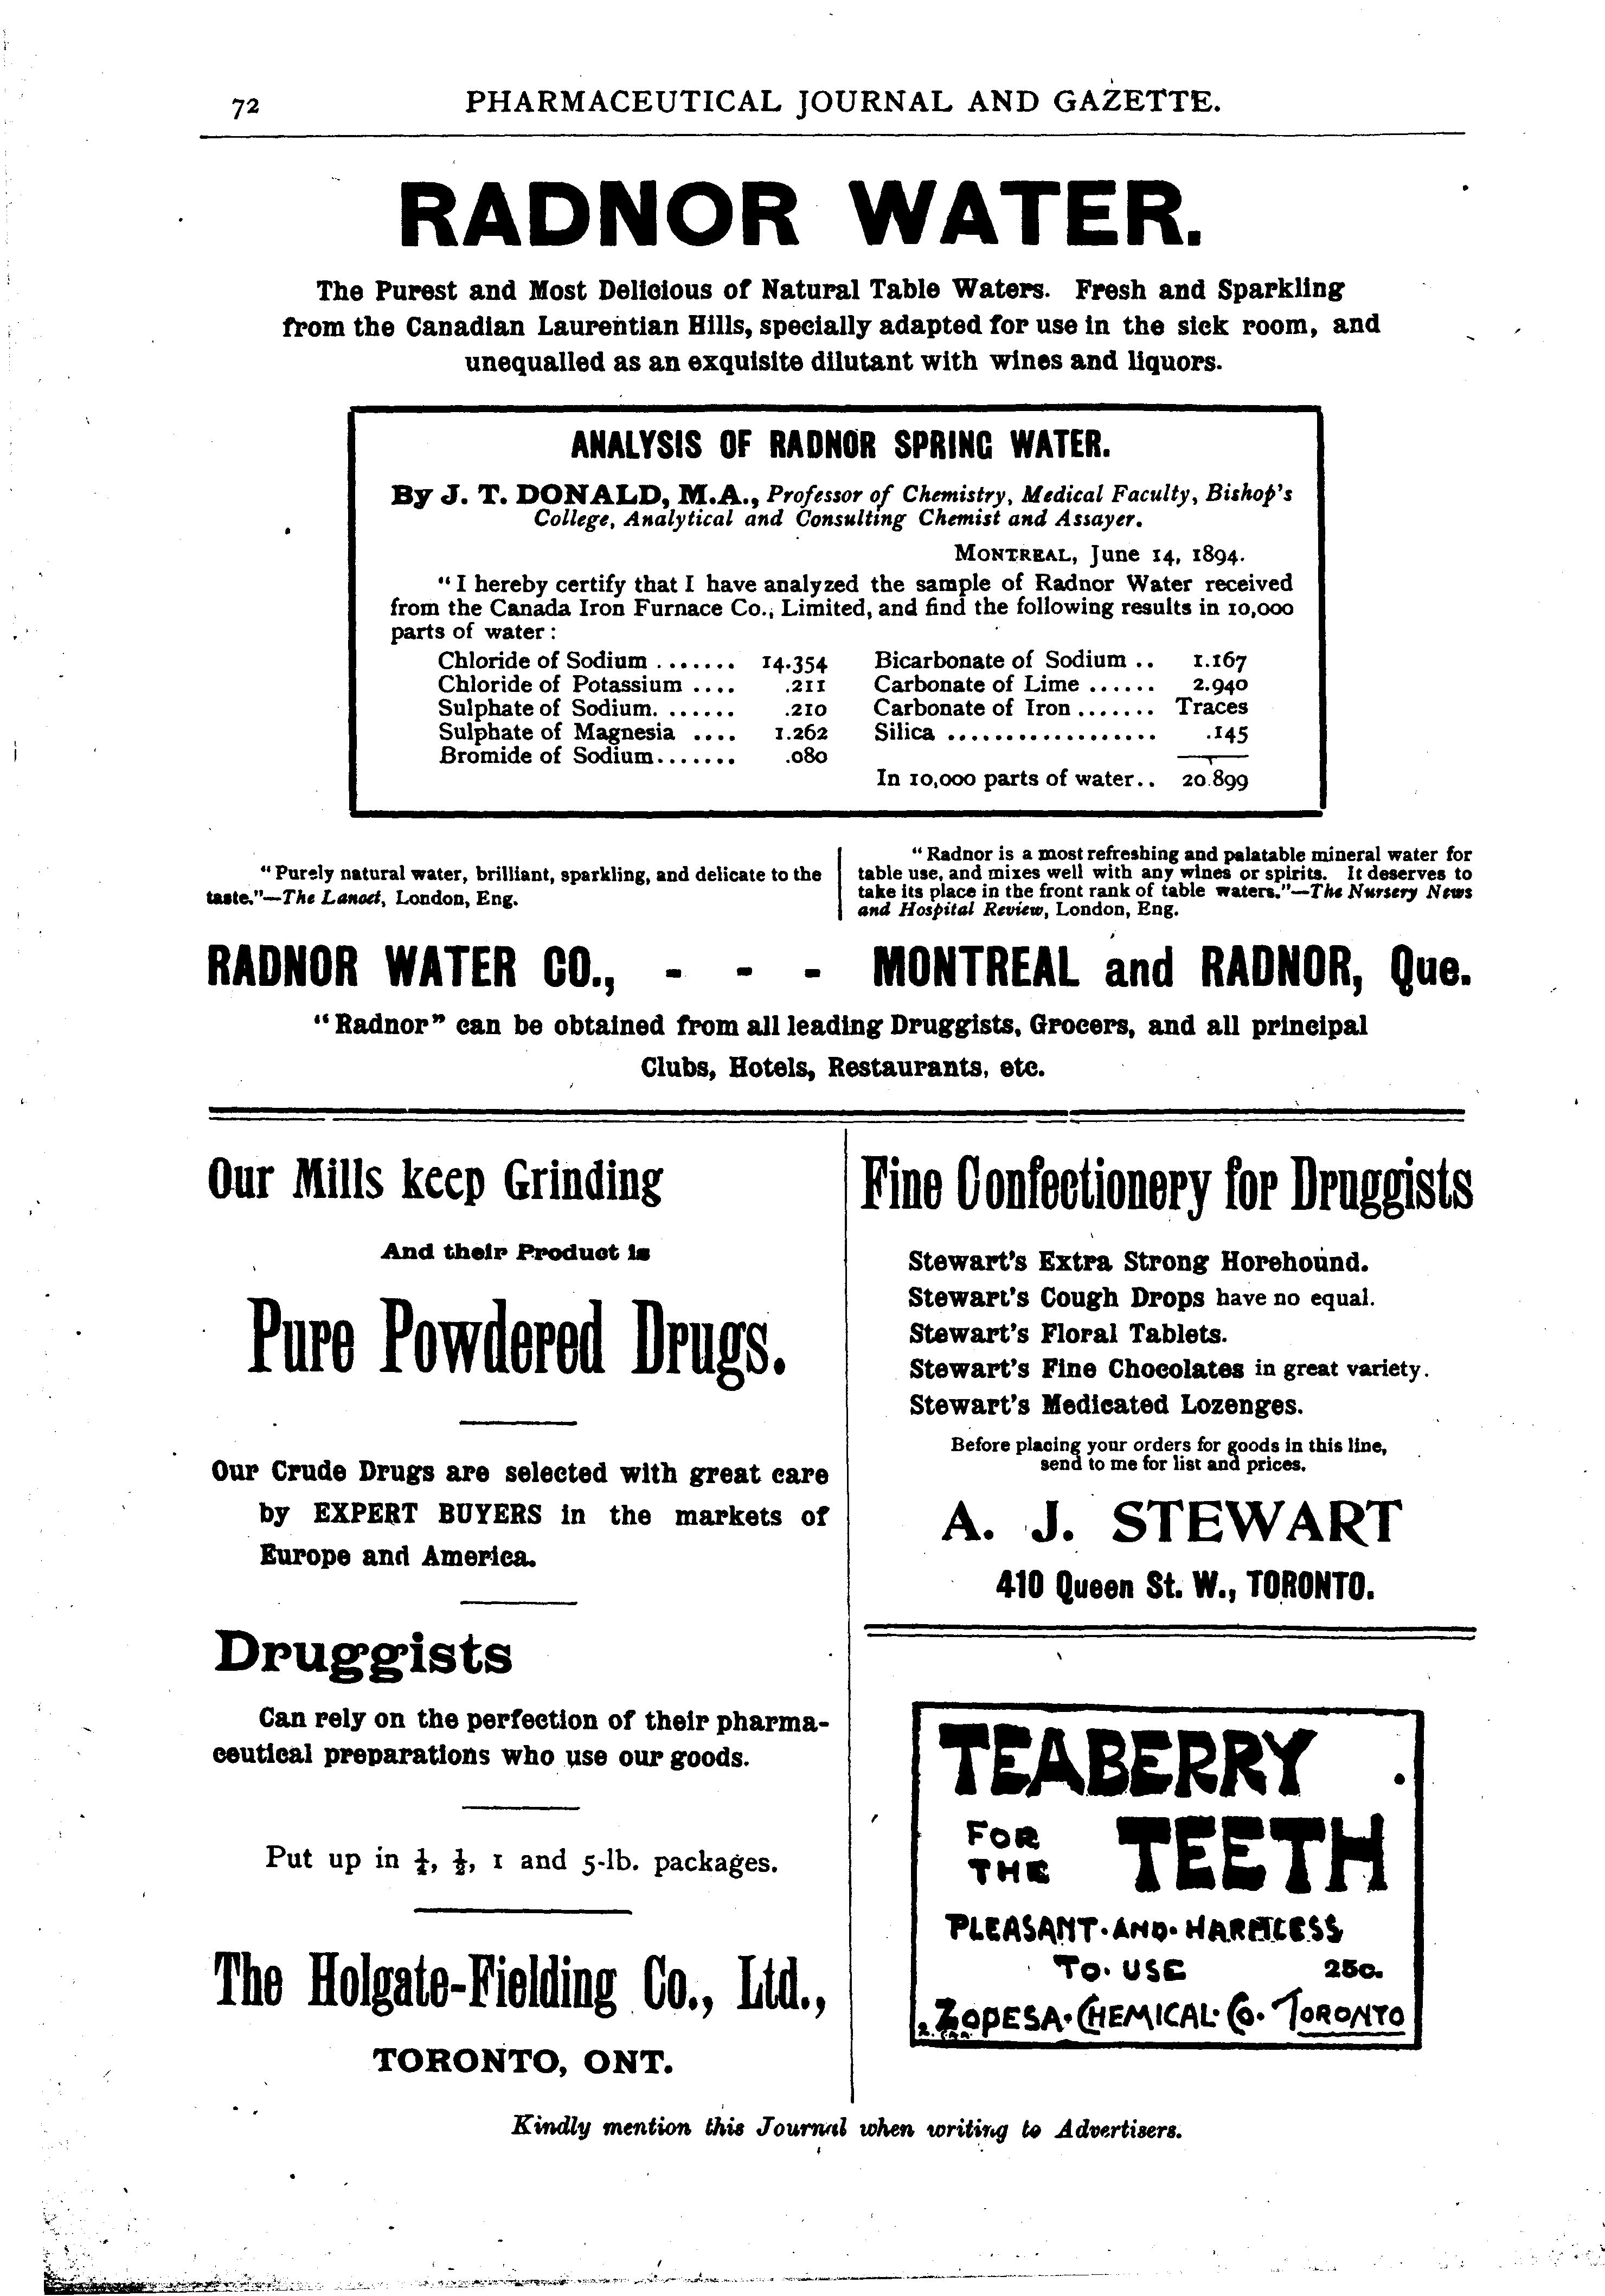 72
PHARMACEUTICAL JOURNAL AND GAZETTE.
RADNOR WATER.
The Purest and Most Delicious of Natural Table Waters. Fresh and Sparkling
from the Canadian Laurentian Hills, specially adapted for use in the sick room, and
unequalled as an exquisite dilutant with wines and liquors.
ANALYSIS OF RADNOR SPRING WATER.
By J. T. DONALD, M.A., Professor of Chemistry, Medical Faculty, Bishop's
College, Analytical and Consulting Chemist and Assayer.
MONTREAL, June 14, 1894.
"I hereby certify that I have analyzed the sample of Radnor Water received
from the Canada Iron Furnace Co., Limited, and find the following results in 10,000
parts of water:
Chloride of Sodium ....... 14.354
Chloride of Potassium .... .211
Sulphate of Sodium. ...... .210
Sulphate of Magnesia .... 1.262
Bromide of Sodium....... .080
Bicarbonate of Sodium .. 1.167
Carbonate of Lime ...... 2.940
Carbonate of Iron ....... Traces
Silica .................. .145
In 10,000 parts of water.. 20.899
"Purely natural water, brilliant, sparkling, and delicate to the
taste."—The Lancet, London, Eng.
"Radnor is a most refreshing and palatable mineral water for
table use, and mixes well with any wines or spirits. It deserves to
take its place in the front rank of table waters."—The Nursery News
and Hospital Review, London, Eng.
RADNOR WATER CO., - - - MONTREAL and RADNOR, Que.
"Radnor" can be obtained from all leading Druggists, Grocers, and all principal
Clubs, Hotels, Restaurants, etc.
Our Mills keep Grinding
And their Product is
Pure Powdered Drugs.
Our Crude Drugs are selected with great care
by EXPERT BUYERS in the markets of
Europe and America.
Druggists
Can rely on the perfection of their pharma-
ceutical preparations who use our goods.
Put up in ¼, ½, 1 and 5-lb. packages.
The Holgate-Fielding Co., Ltd.,
TORONTO, ONT.
Fine Confectionery for Druggists
Stewart's Extra Strong Horehound.
Stewart's Cough Drops have no equal.
Stewart's Floral Tablets.
Stewart's Fine Chocolates in great variety.
Stewart's Medicated Lozenges.
Before placing your orders for goods in this line,
send to me for list and prices.
A. J. STEWART
410 Queen St. W., TORONTO.
TEABERRY
FOR
THE
TEETH
PLEASANT·AND·HARMLESS
TO·USE 25c.
ZOPESA·CHEMICAL·CO·TORONTO
Kindly mention this Journal when writing to Advertisers.